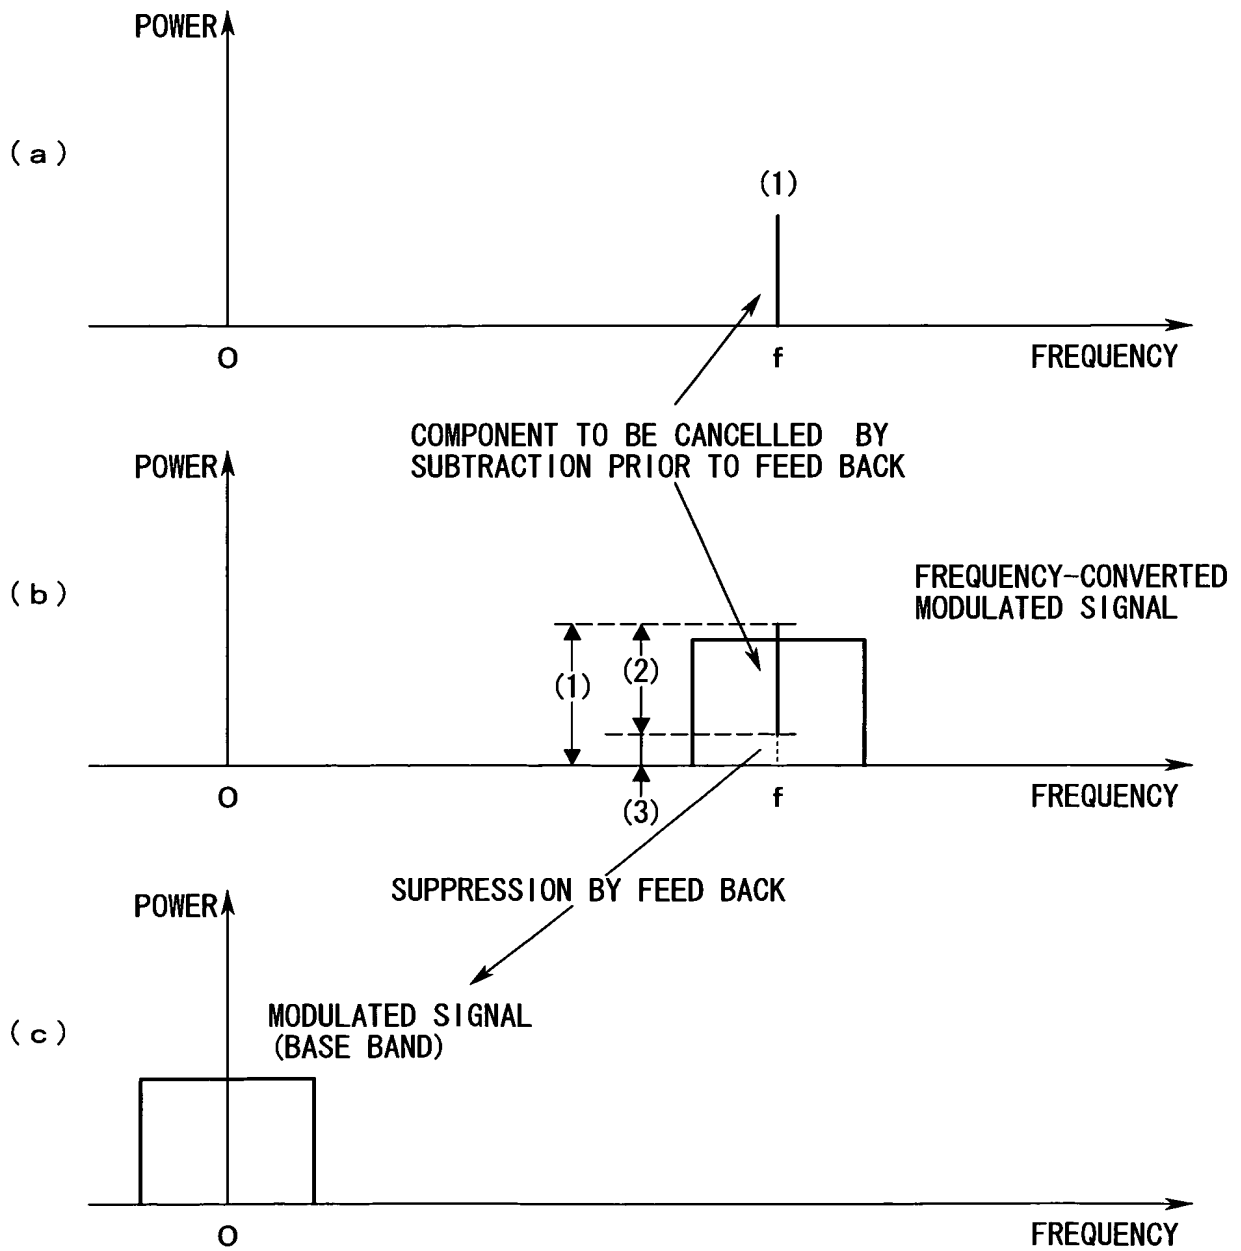 POWER
(a)
(1)
O
f
FREQUENCY
COMPONENT TO BE CANCELLED BY
SUBTRACTION PRIOR TO FEED BACK
POWER
(b)
FREQUENCY-CONVERTED
MODULATED SIGNAL
(1)
(2)
(3)
O
f
FREQUENCY
SUPPRESSION BY FEED BACK
POWER
MODULATED SIGNAL
(BASE BAND)
(c)
O
FREQUENCY